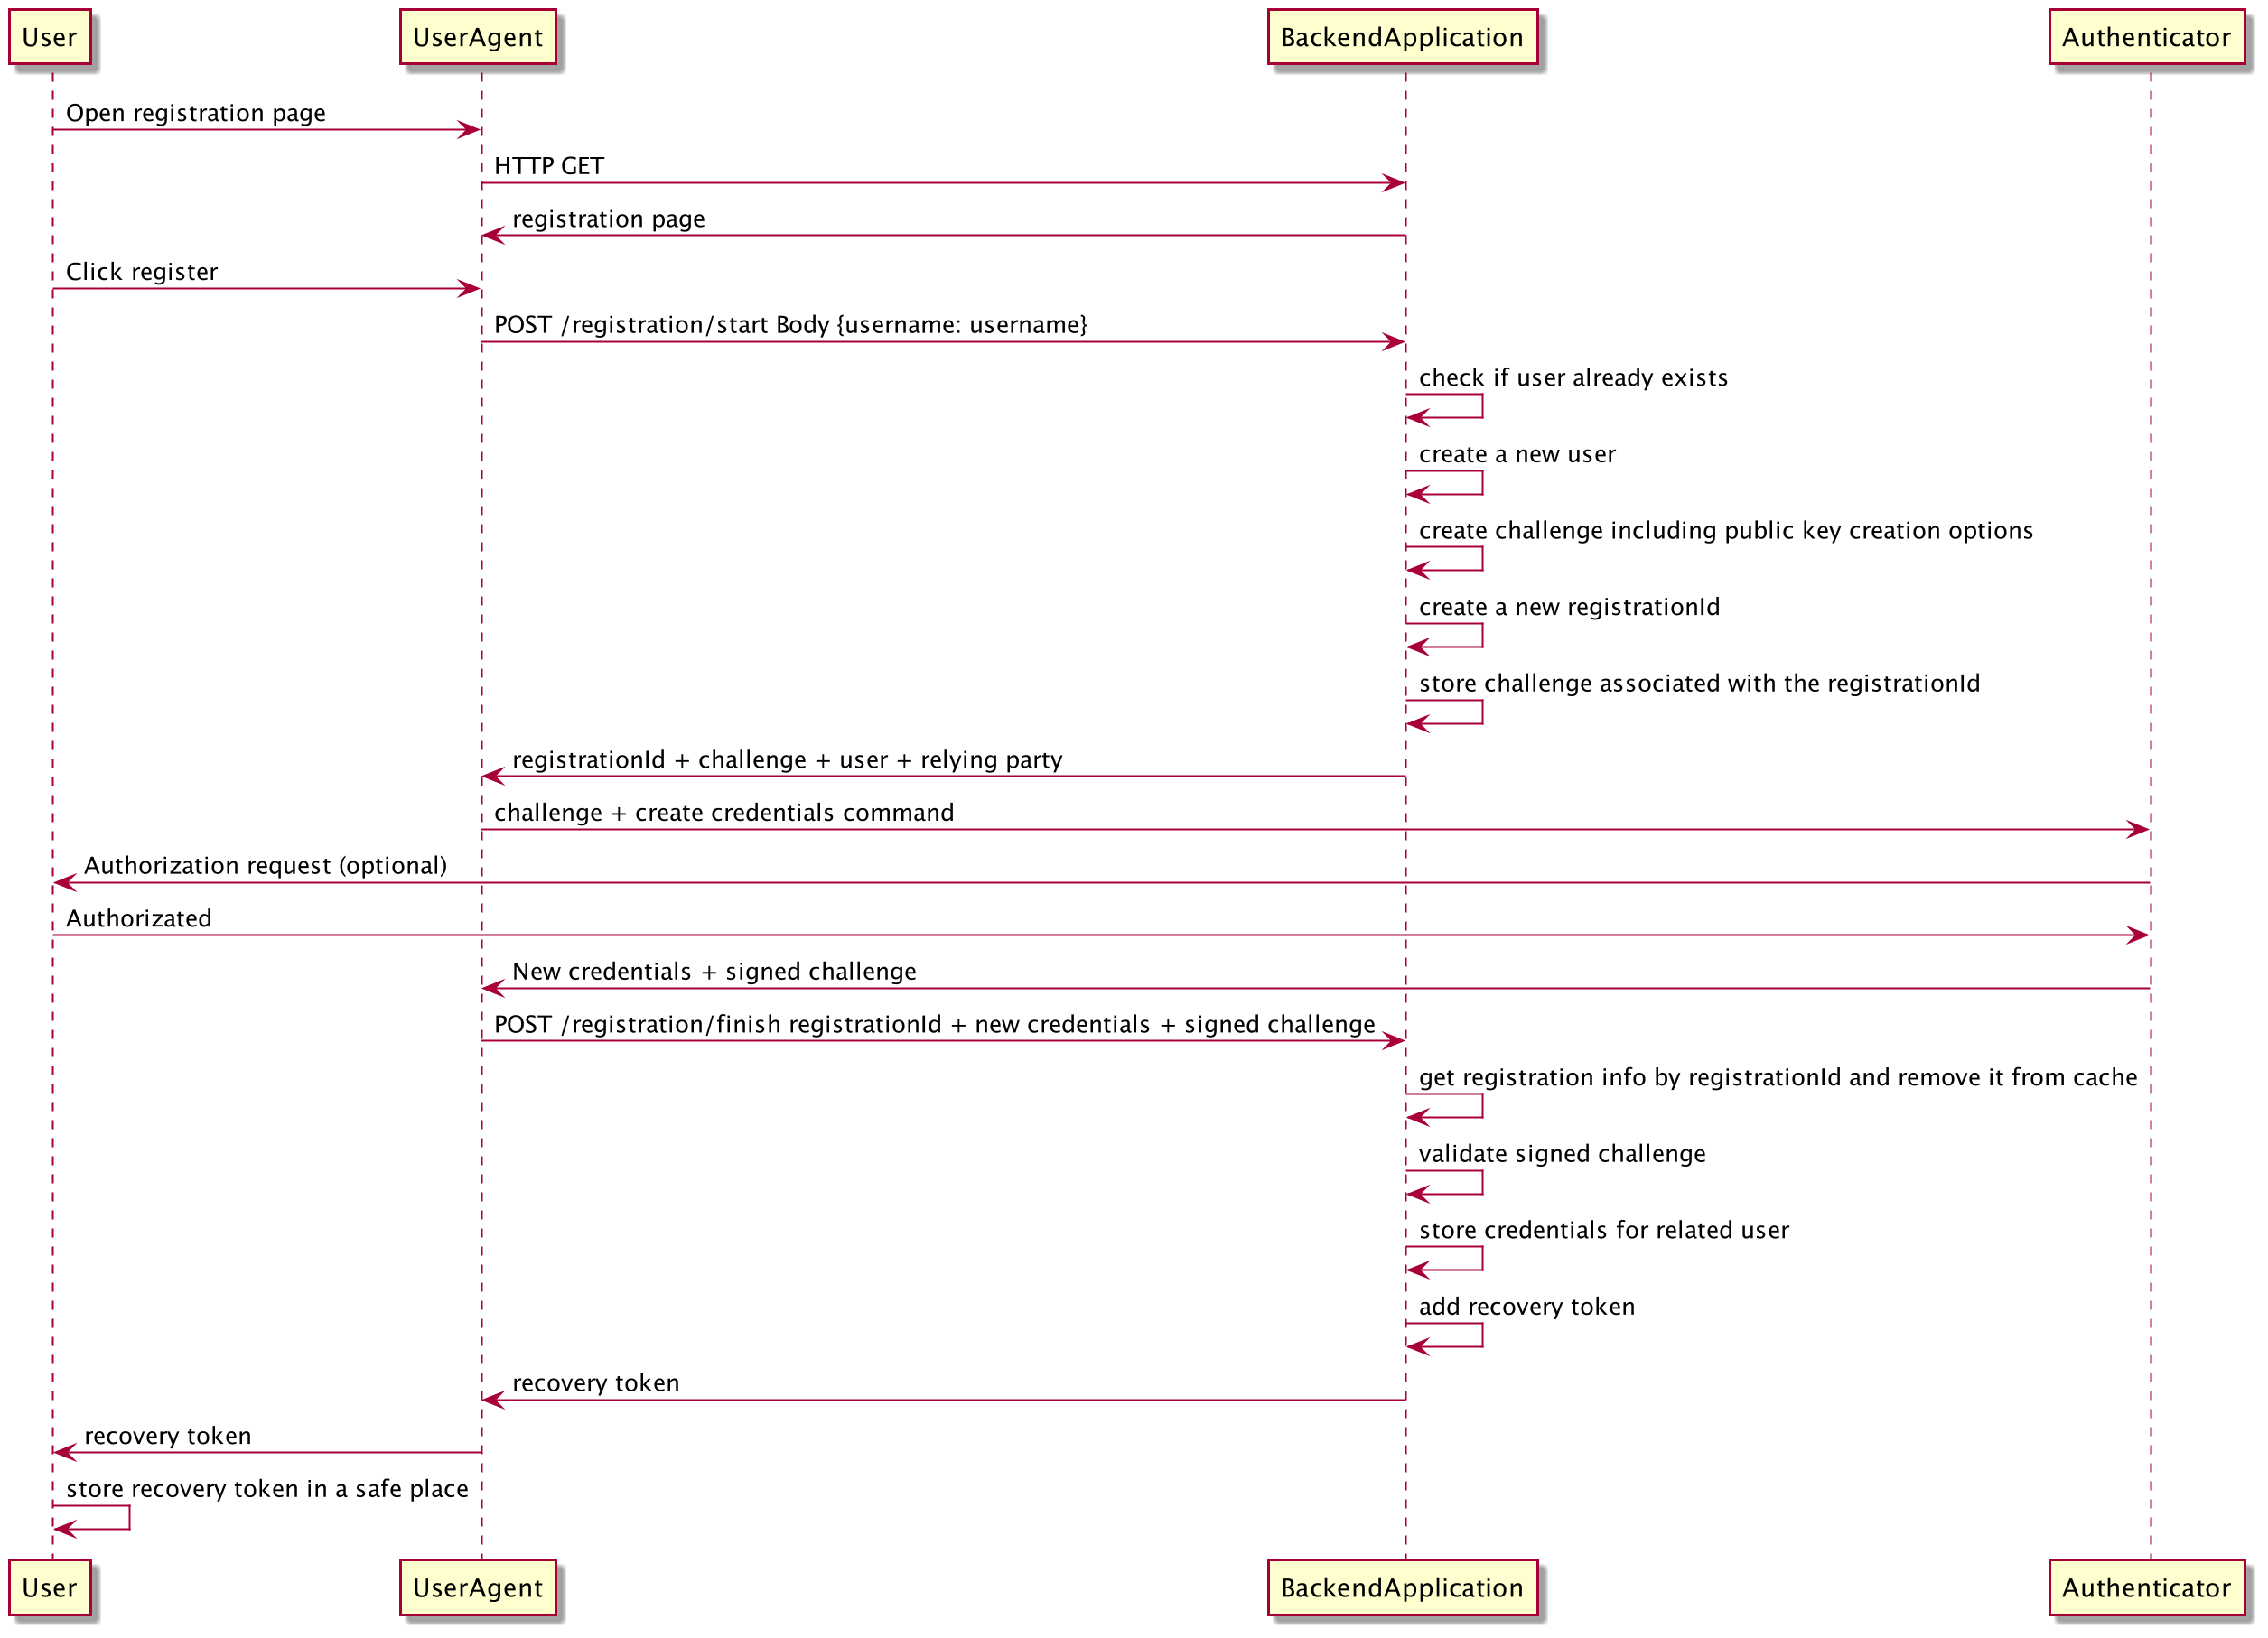 User
UserAgent
BackendApplication
Authenticator
Open registration page
HTTP GET
registration page
Click register
POST /registration/start Body {username: username}
check if user already exists
create a new user
create challenge including public key creation options
create a new registrationId
store challenge associated with the registrationId
registrationId + challenge + user + relying party
challenge + create credentials command
Authorization request (optional)
Authorizated
New credentials + signed challenge
POST /registration/finish registrationId + new credentials + signed challenge
get registration info by registrationId and remove it from cache
validate signed challenge
store credentials for related user
add recovery token
recovery token
recovery token
store recovery token in a safe place
User
UserAgent
BackendApplication
Authenticator